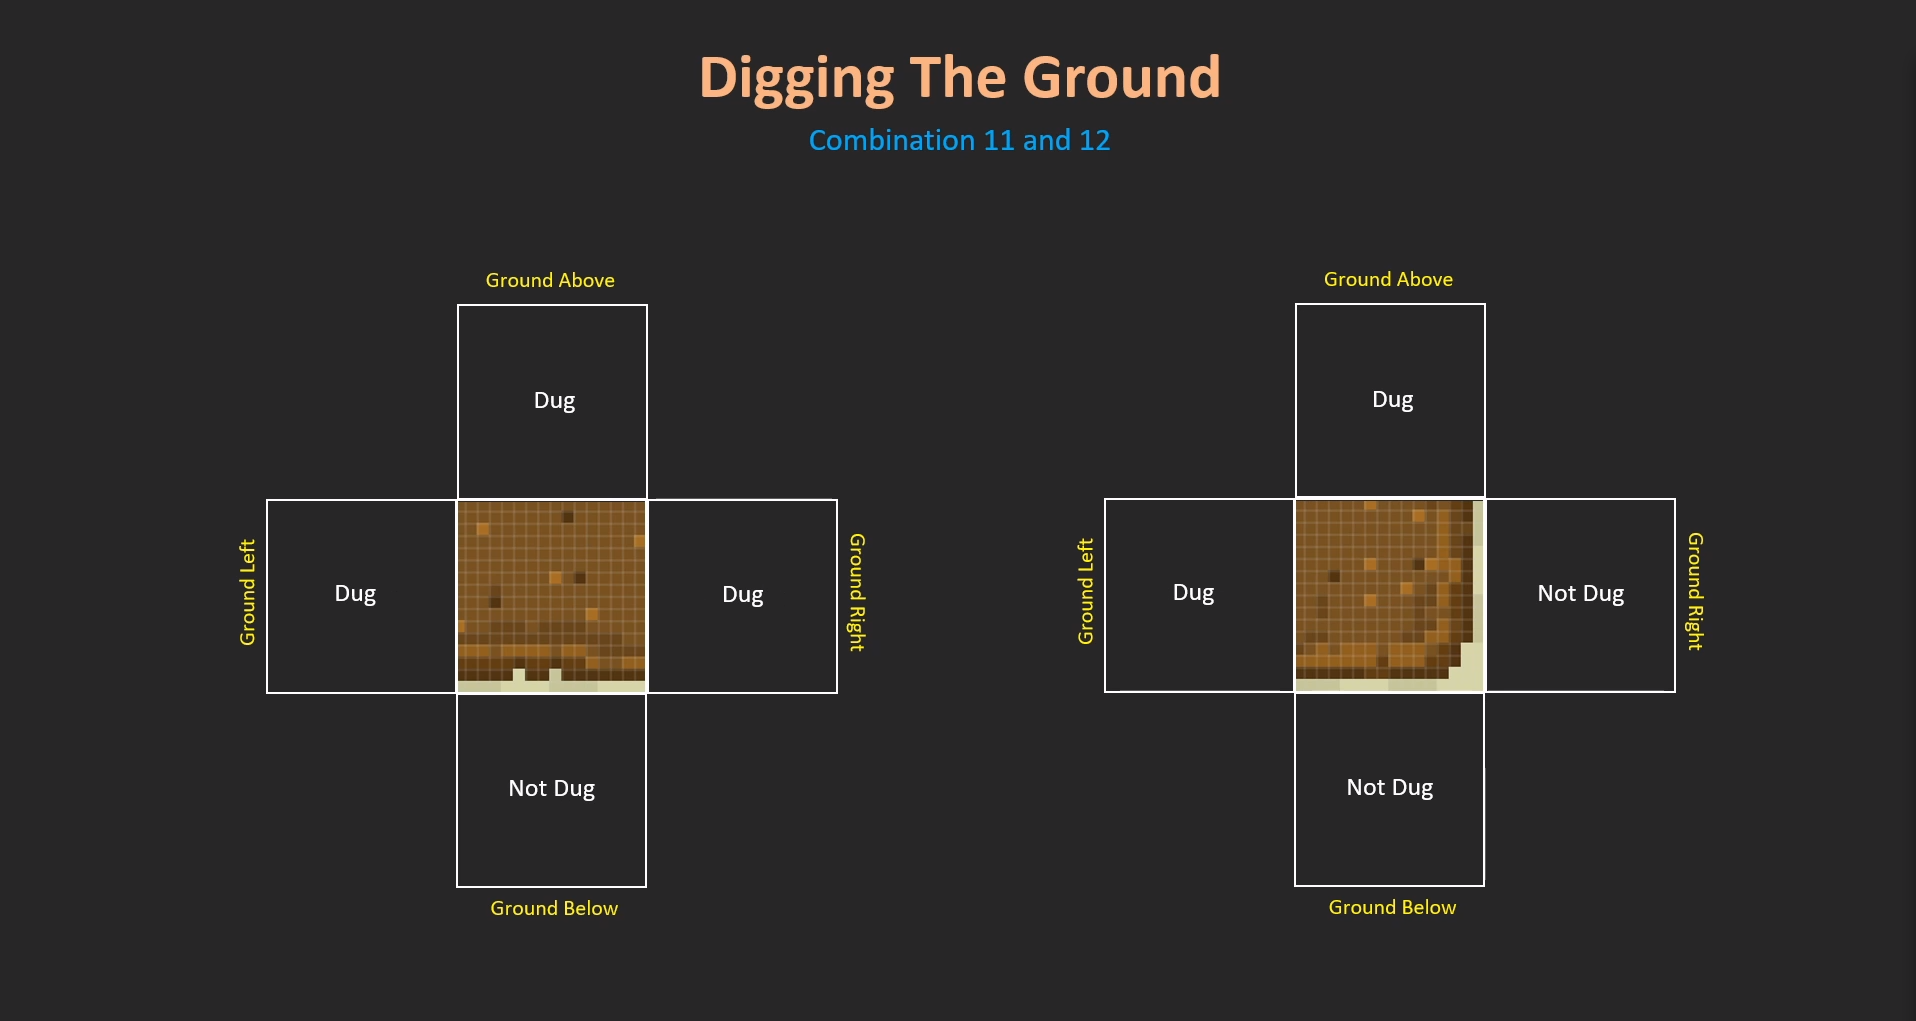 Digging The Ground
Combination 11 and 12
Ground Above
Dug
Ground Left
Dug
Dug
Ground Right
Not Dug
Ground Below
Ground Above
Dug
Ground Left
Dug
Not Dug
Ground Right
Not Dug
Ground Below